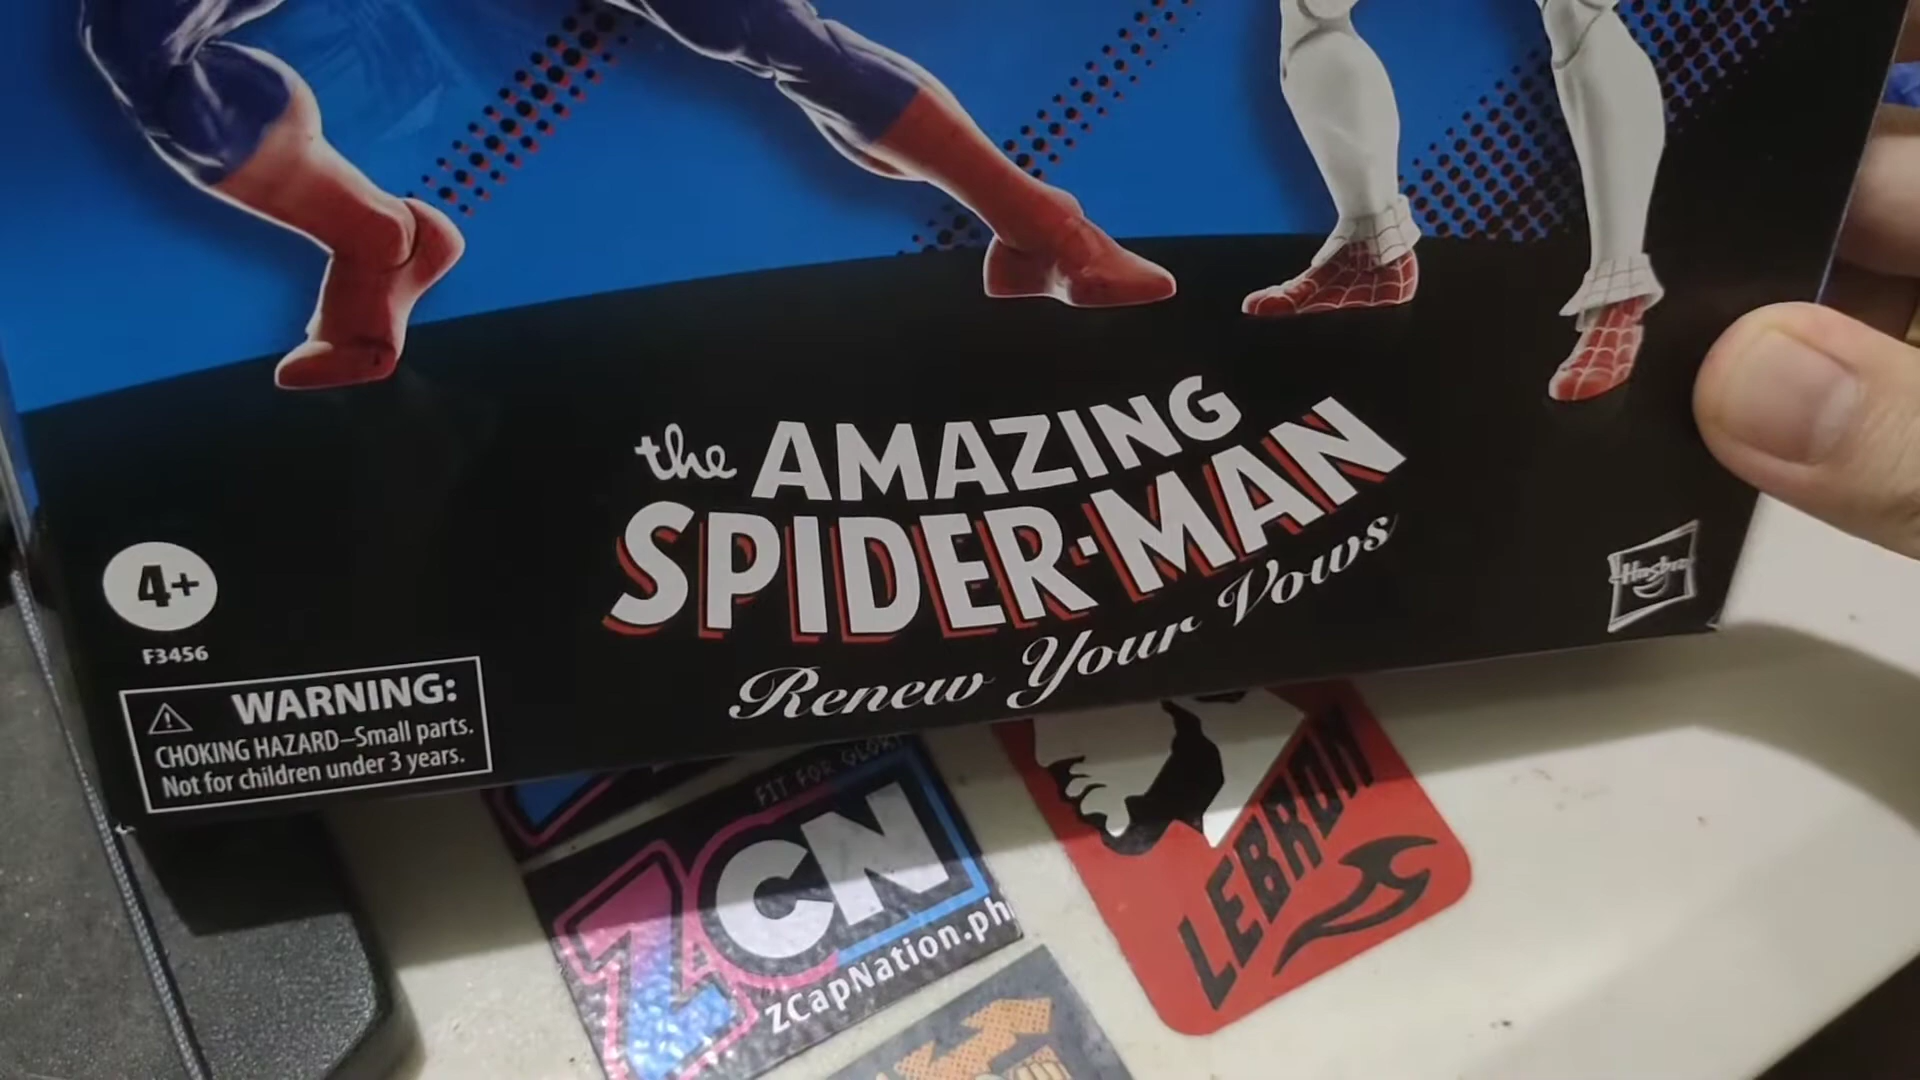 the AMAZING
SPIDER-MAN
Renew Your Vows
4+
F3456
WARNING:
CHOKING HAZARD–Small parts.
Not for children under 3 years.
Hasbro
FIT FOR GLORY
ZCN
ZCapNation.ph
LEBRON